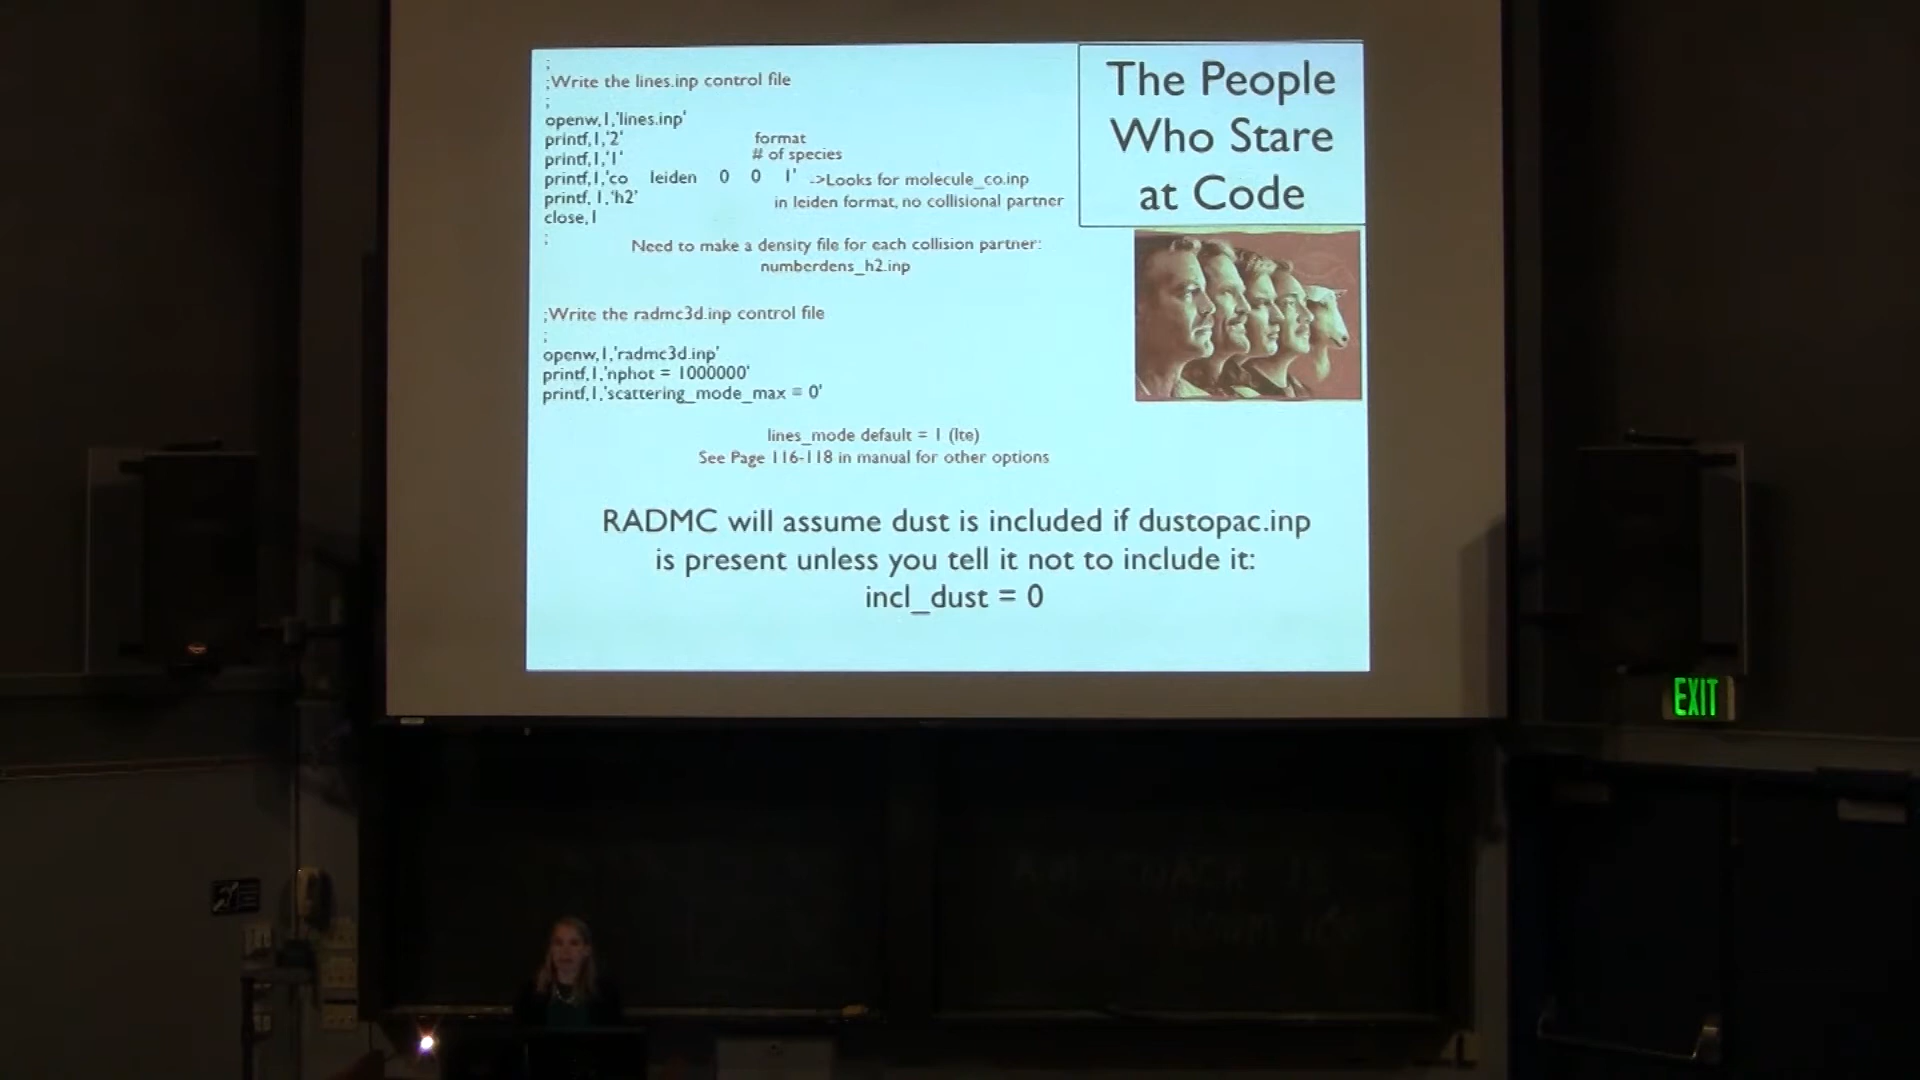 ;
;Write the lines.inp control file
;
openw,1,'lines.inp'
printf,1,'2' format
printf,1,'1' # of species
printf,1,'co leiden 0 0 1' ->Looks for molecule_co.inp
in leiden format, no collisional partner
printf, 1,'h2'
close,1
;
Need to make a density file for each collision partner:
numberdens_h2.inp
;Write the radmc3d.inp control file
;
openw,1,'radmc3d.inp'
printf,1,'nphot = 1000000'
printf,1,'scattering_mode_max = 0'
lines_mode default = 1 (lte)
See Page 116-118 in manual for other options
RADMC will assume dust is included if dustopac.inp
is present unless you tell it not to include it:
incl_dust = 0
The People
Who Stare
at Code
EXIT